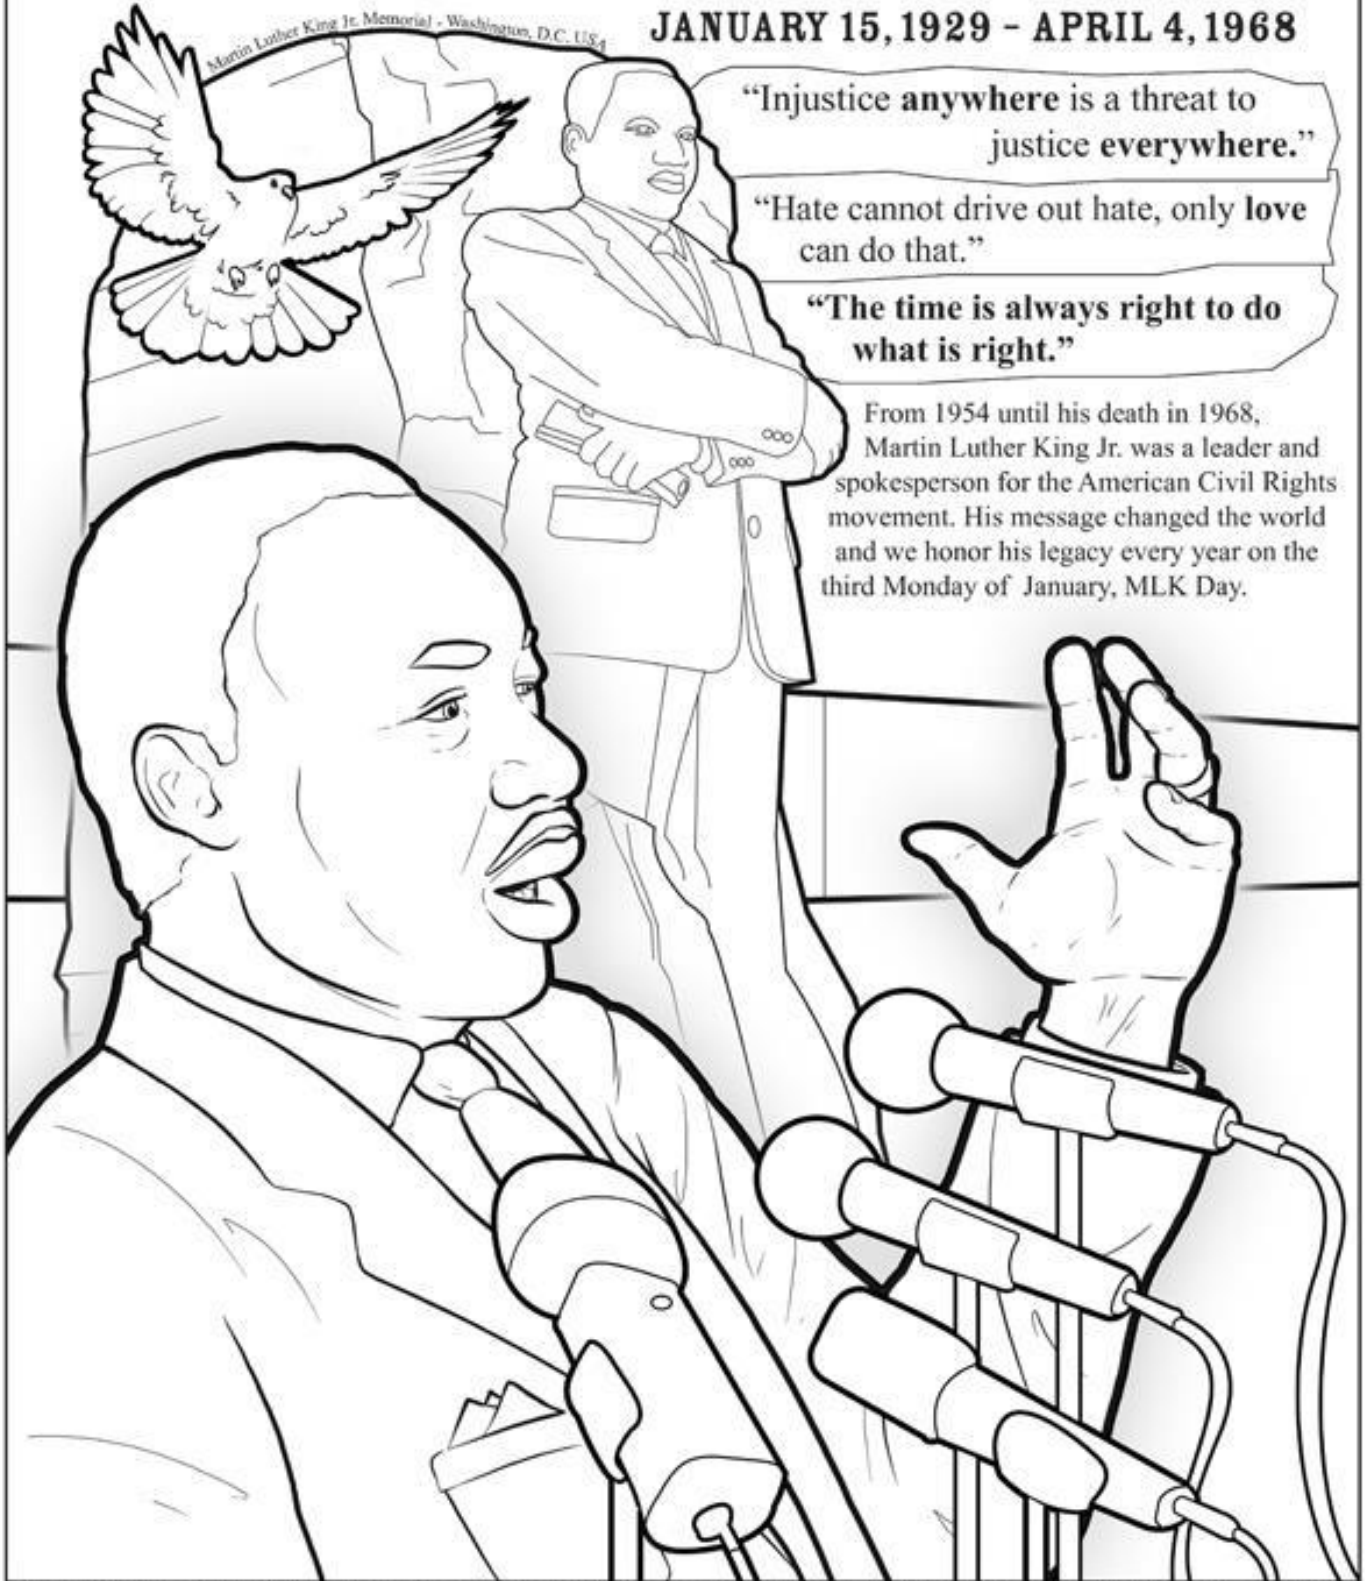 Martin Luther King Jr. Memorial - Washington, D.C. USA
JANUARY 15, 1929 - APRIL 4, 1968
“Injustice anywhere is a threat to
justice everywhere.”
“Hate cannot drive out hate, only love
can do that.”
“The time is always right to do
what is right.”
From 1954 until his death in 1968,
Martin Luther King Jr. was a leader and
spokesperson for the American Civil Rights
movement. His message changed the world
and we honor his legacy every year on the
third Monday of January, MLK Day.